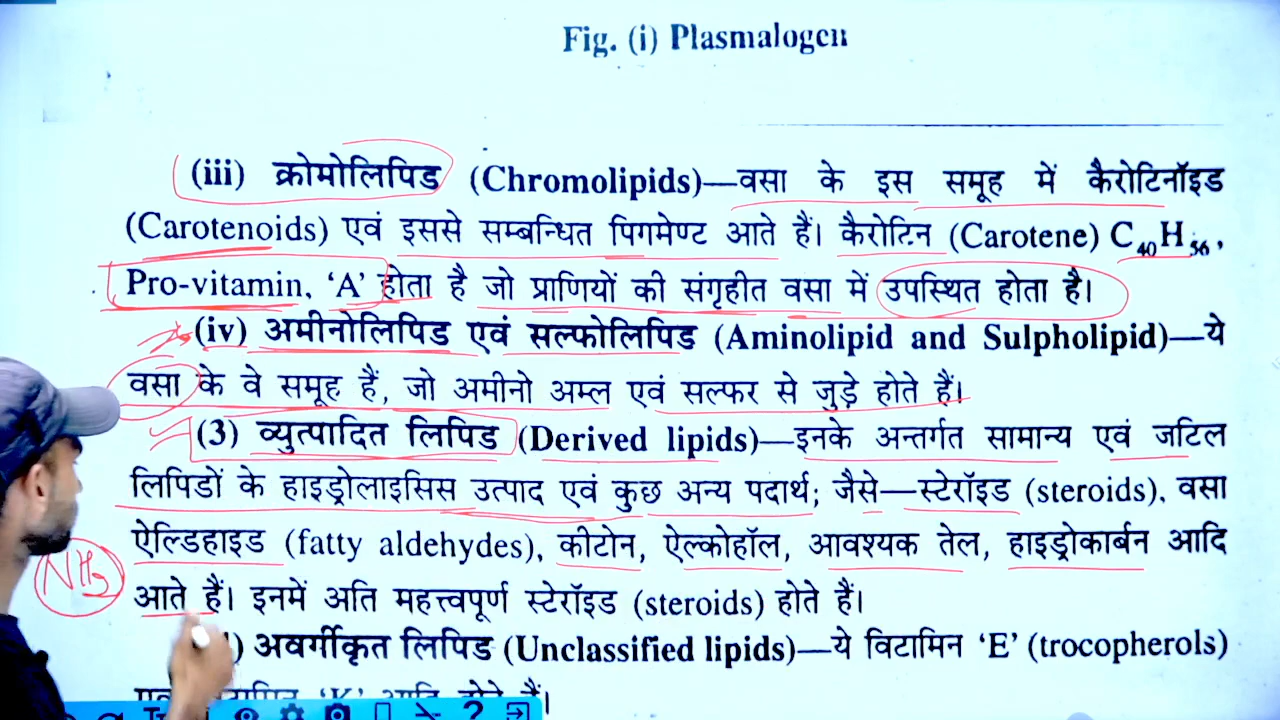 Fig. (i) Plasmalogen
(iii) क्रोमोलिपिड (Chromolipids)—वसा के इस समूह में कैरोटिनॉइड
(Carotenoids) एवं इससे सम्बन्धित पिगमेण्ट आते हैं। कैरोटिन (Carotene) C₄₀H₅₆,
Pro-vitamin, ‘A’ होता है जो प्राणियों की संगृहीत वसा में उपस्थित होता है।
(iv) अमीनोलिपिड एवं सल्फोलिपिड (Aminolipid and Sulpholipid)—ये
वसा के वे समूह हैं, जो अमीनो अम्ल एवं सल्फर से जुड़े होते हैं।
(3) व्युत्पादित लिपिड (Derived lipids)—इनके अन्तर्गत सामान्य एवं जटिल
लिपिडों के हाइड्रोलाइसिस उत्पाद एवं कुछ अन्य पदार्थ; जैसे—स्टेरॉइड (steroids), वसा
ऐल्डिहाइड (fatty aldehydes), कीटोन, ऐल्कोहॉल, आवश्यक तेल, हाइड्रोकार्बन आदि
NH₂
आते हैं। इनमें अति महत्त्वपूर्ण स्टेरॉइड (steroids) होते हैं।
) अवर्गीकृत लिपिड (Unclassified lipids)—ये विटामिन ‘E’ (trocopherols)
‘K’ आदि होते हैं।